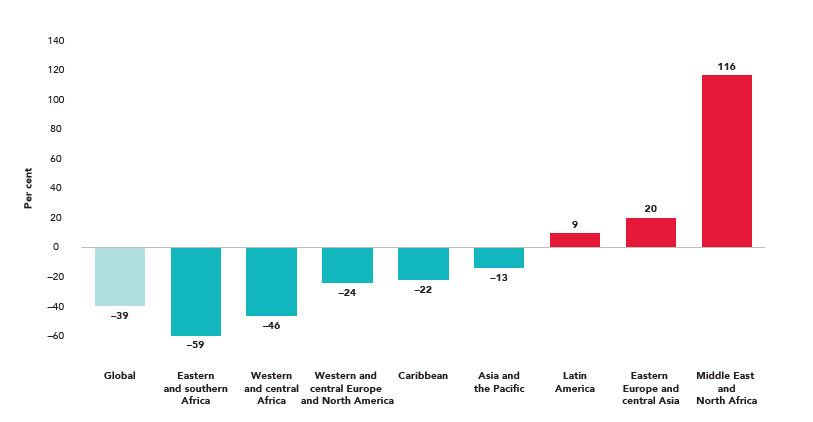 140
120
100
80
60
40
20
0
–20
–40
–60
Per cent
–39
–59
–46
–24
–22
–13
9
20
116
Global
Eastern
and southern
Africa
Western
and central
Africa
Western and
central Europe
and North America
Caribbean
Asia and
the Pacific
Latin
America
Eastern
Europe and
central Asia
Middle East
and
North Africa